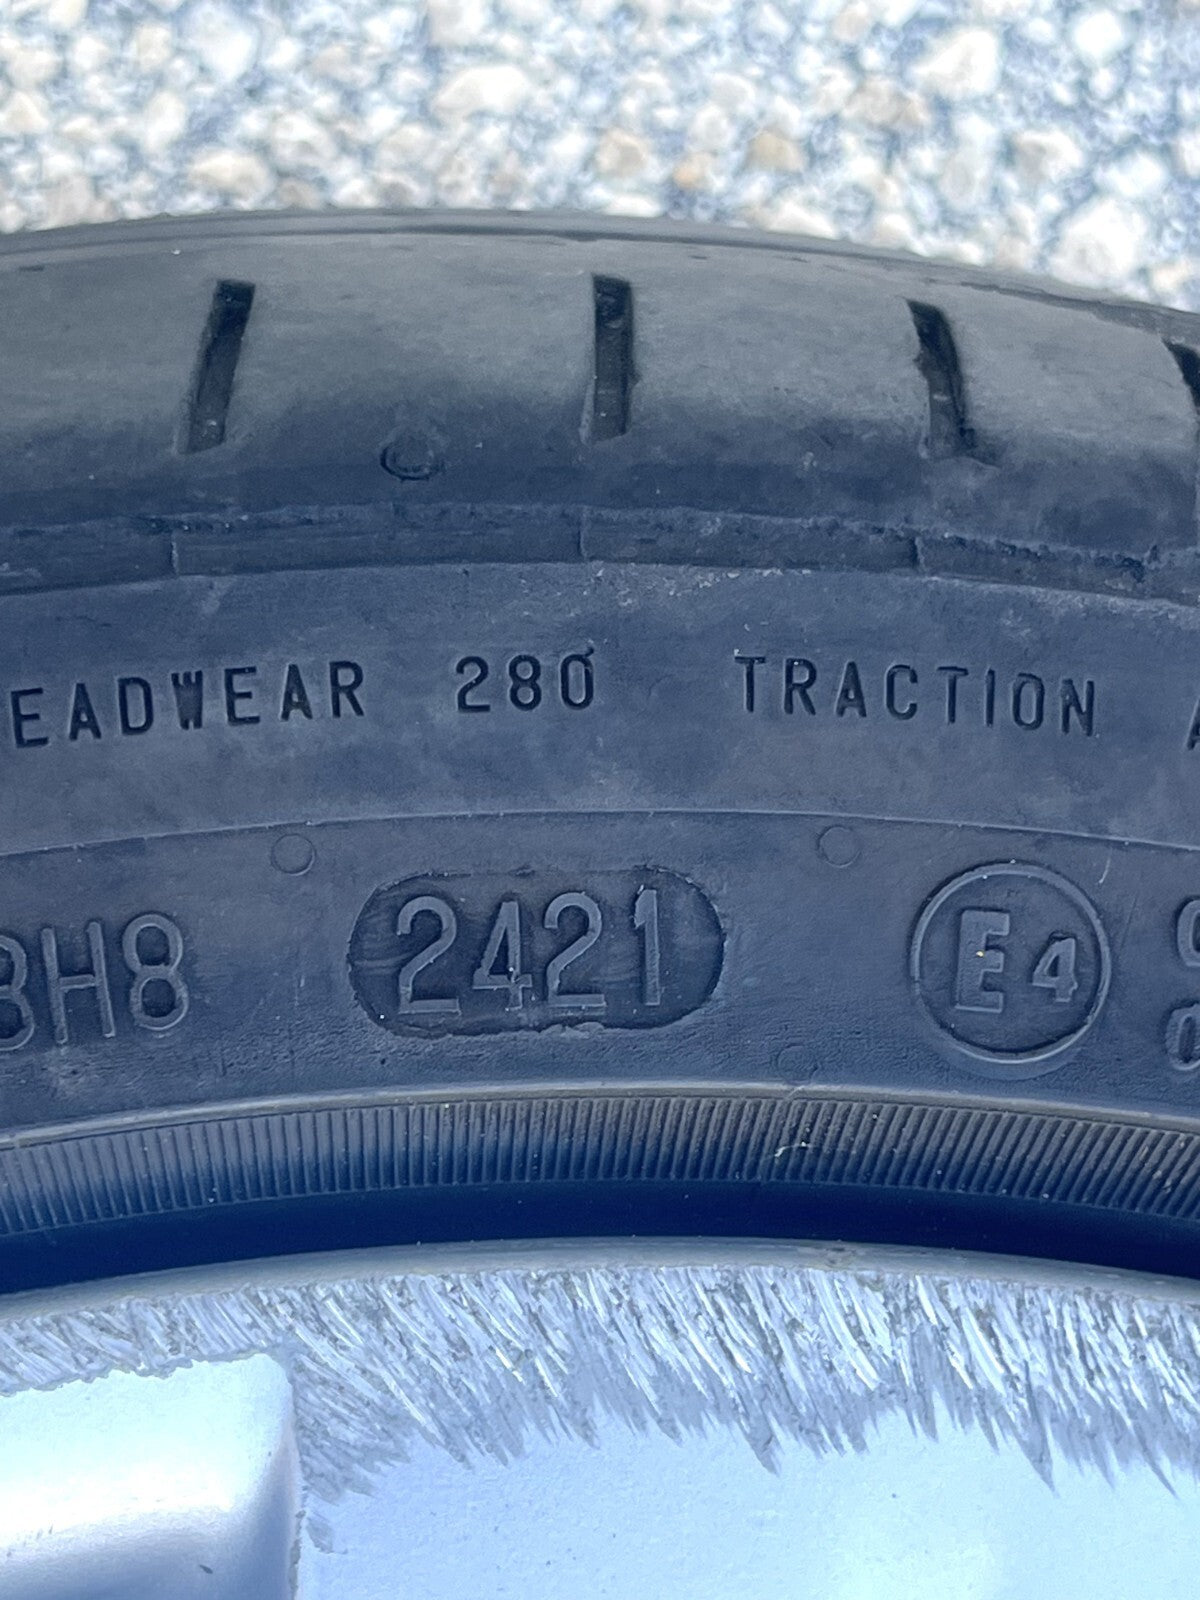 EADWEAR 280 TRACTION A
BH8 2421 E4